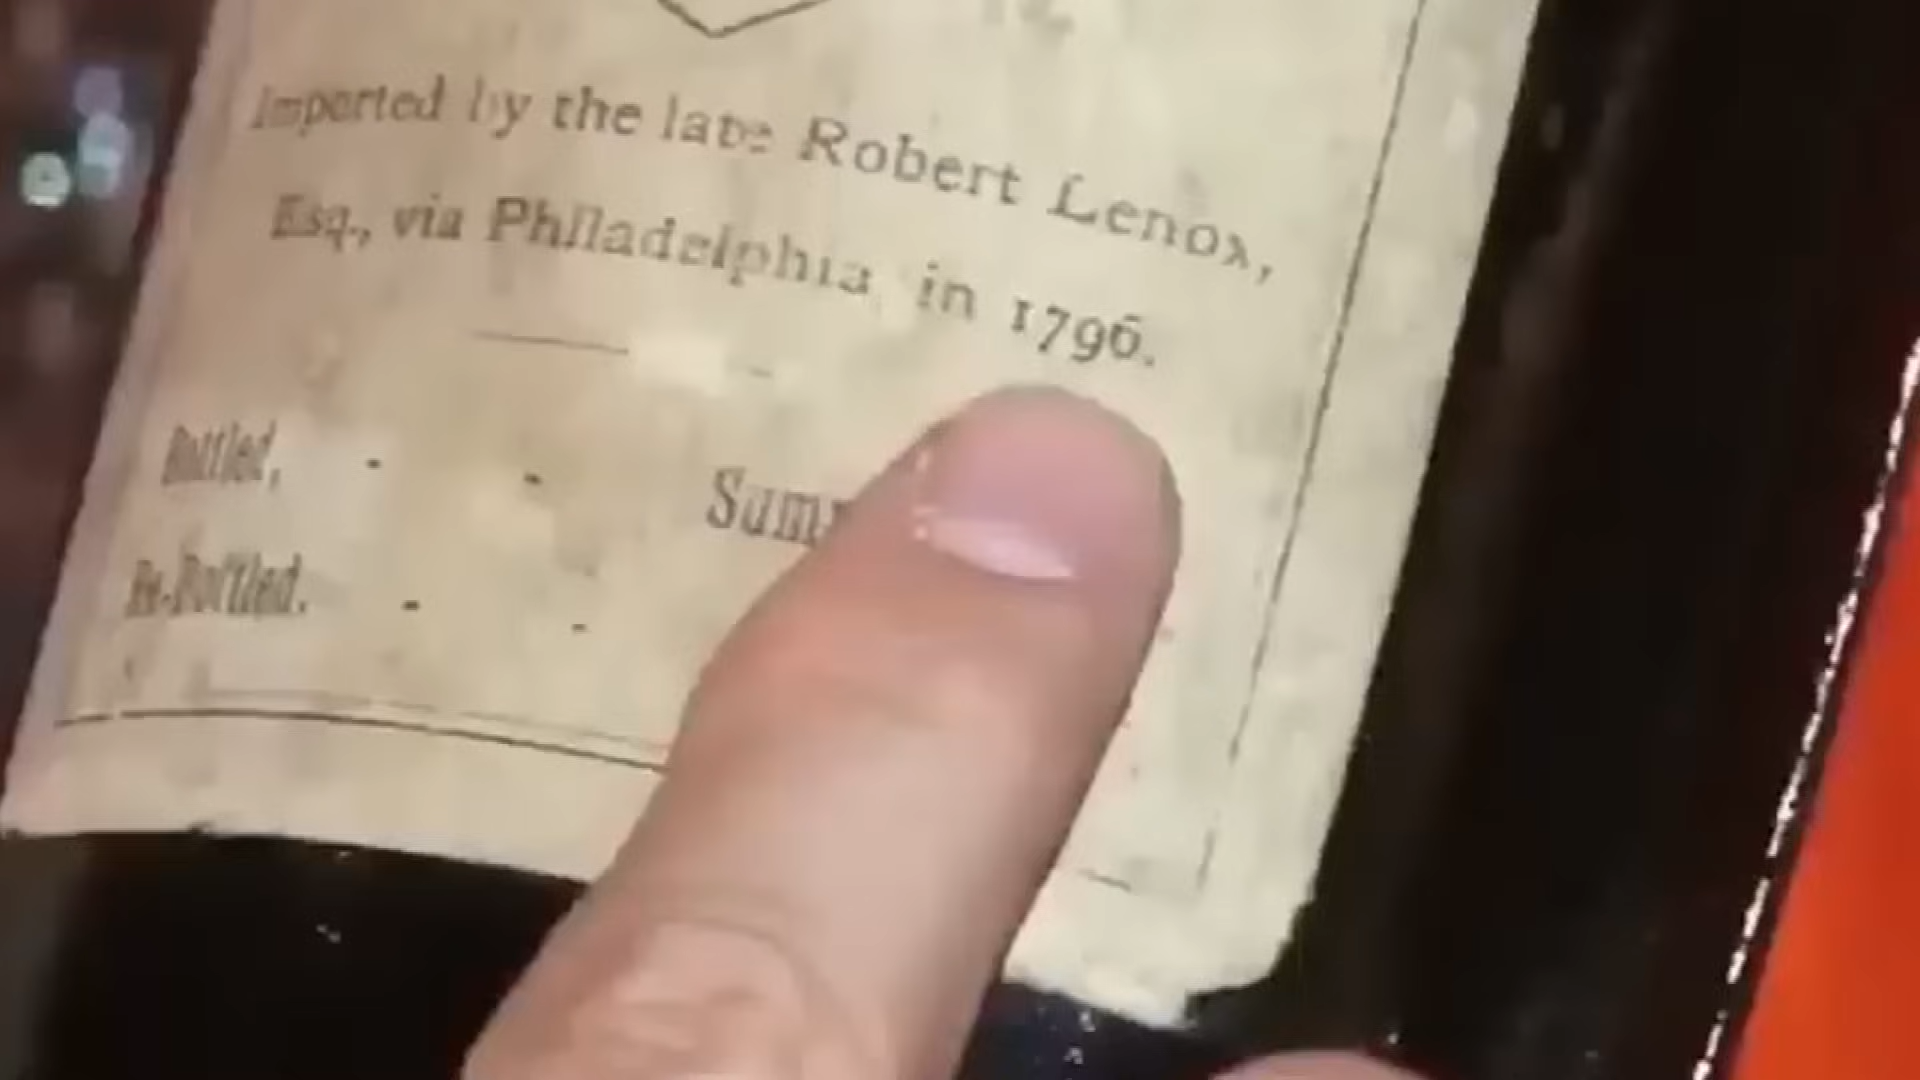 Imported by the late Robert Lenox,
Esq., via Philadelphia in 1796.
Bottled, - -
Re-Bottled. - -